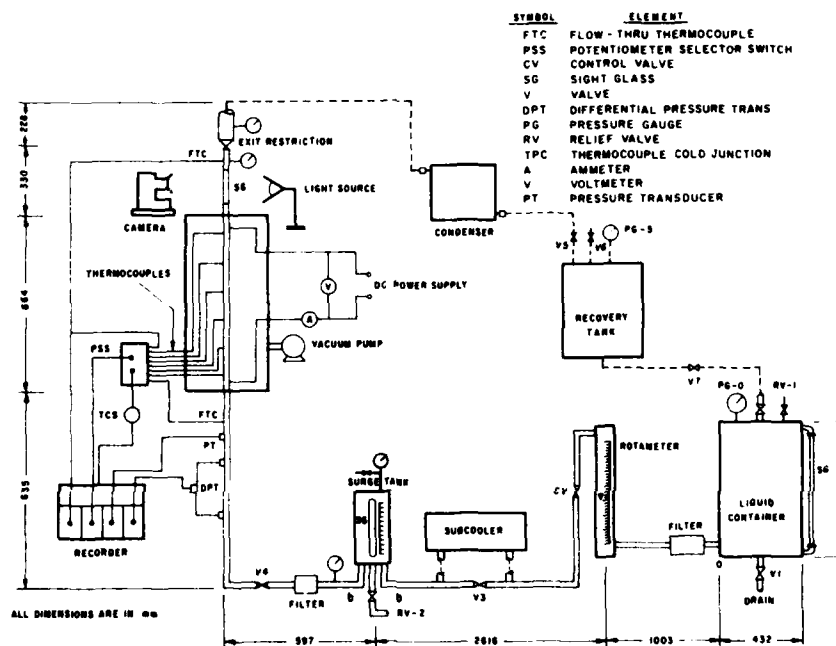 SYMBOL ELEMENT
FTC FLOW-THRU THERMOCOUPLE
PSS POTENTIOMETER SELECTOR SWITCH
CV CONTROL VALVE
SG SIGHT GLASS
V VALVE
DPT DIFFERENTIAL PRESSURE TRANS
PG PRESSURE GAUGE
RV RELIEF VALVE
TPC THERMOCOUPLE COLD JUNCTION
A AMMETER
V VOLTMETER
PT PRESSURE TRANSDUCER
228
EXIT RESTRICTION
FTC
330
SG
LIGHT SOURCE
CAMERA
CONDENSER
V5
V6
PG-5
THERMOCOUPLES
664
V
DC POWER SUPPLY
A
RECOVERY
TANK
PSS
VACUUM PUMP
V7
TCS
FTC
PG-0
RV-1
PT
ROTAMETER
635
DPT
SURGE TANK
CV
SG
SG
SUBCOOLER
LIQUID
CONTAINER
RECORDER
FILTER
V4
FILTER
b
b
V3
V1
RV-2
DRAIN
ALL DIMENSIONS ARE IN mm
597
2616
1003
432